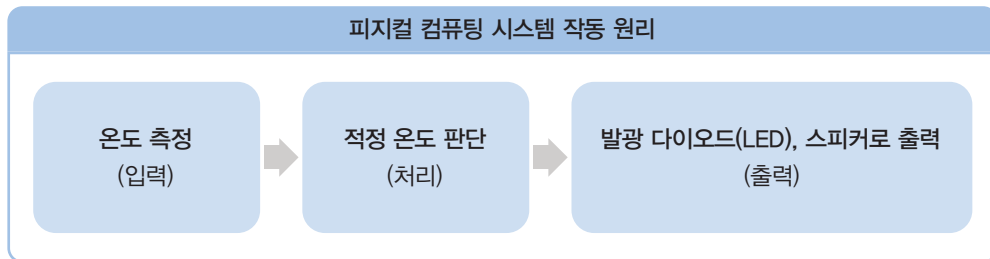 피지컬 컴퓨팅 시스템 작동 원리
온도 측정
(입력)
적정 온도 판단
(처리)
발광 다이오드(LED), 스피커로 출력
(출력)